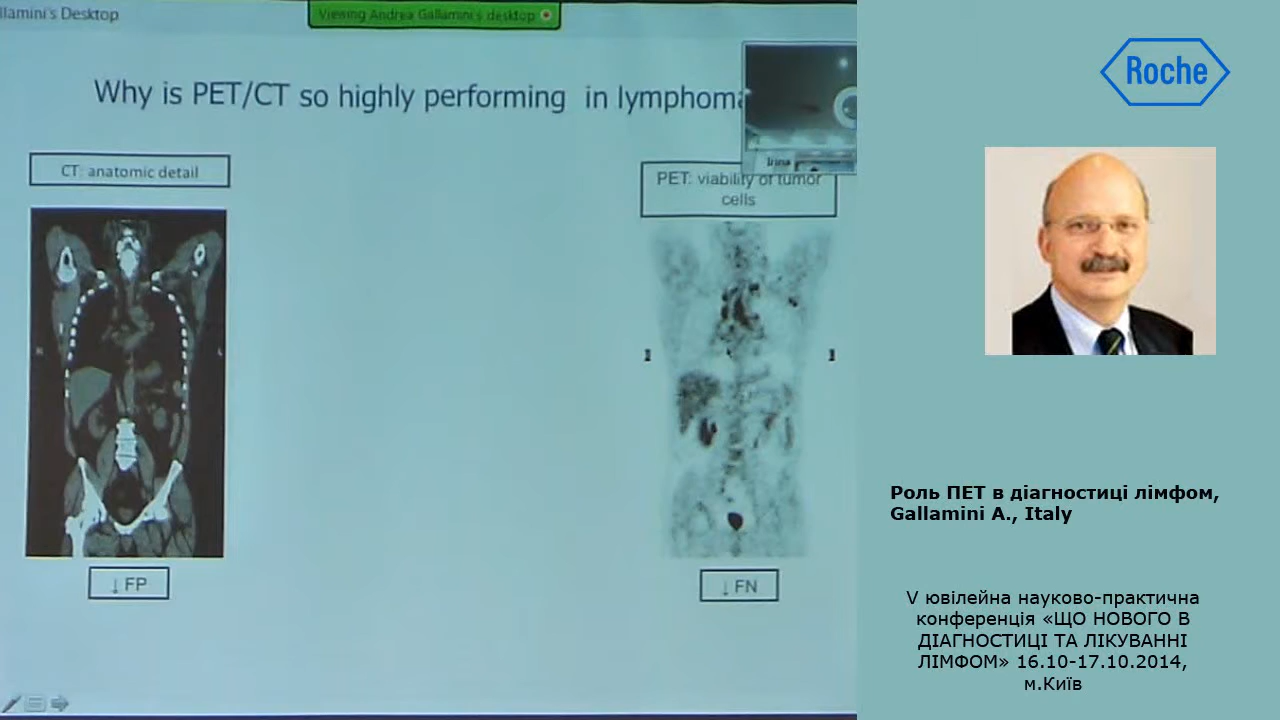 llamini's Desktop
Viewing Andrea Gallamini's desktop
Why is PET/CT so highly performing in lymphoma
Irina
CT: anatomic detail
PET: viability of tumor
cells
↓ FP
↓ FN
Roche
Роль ПЕТ в діагностиці лімфом,
Gallamini A., Italy
V ювілейна науково-практична
конференція «ЩО НОВОГО В
ДІАГНОСТИЦІ ТА ЛІКУВАННІ
ЛІМФОМ» 16.10-17.10.2014,
м.Київ